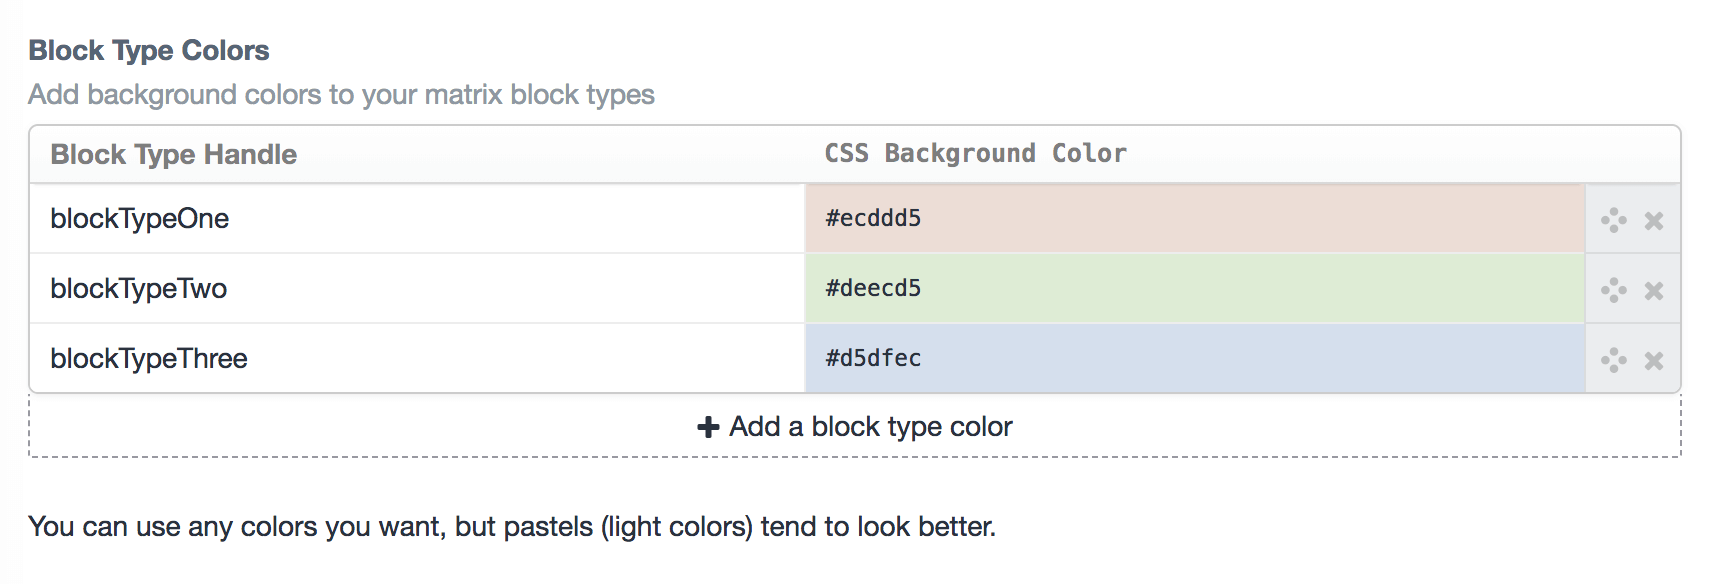 Block Type Colors
Add background colors to your matrix block types
Block Type Handle CSS Background Color
blockTypeOne #ecddd5
blockTypeTwo #deecd5
blockTypeThree #d5dfec
Add a block type color
You can use any colors you want, but pastels (light colors) tend to look better.